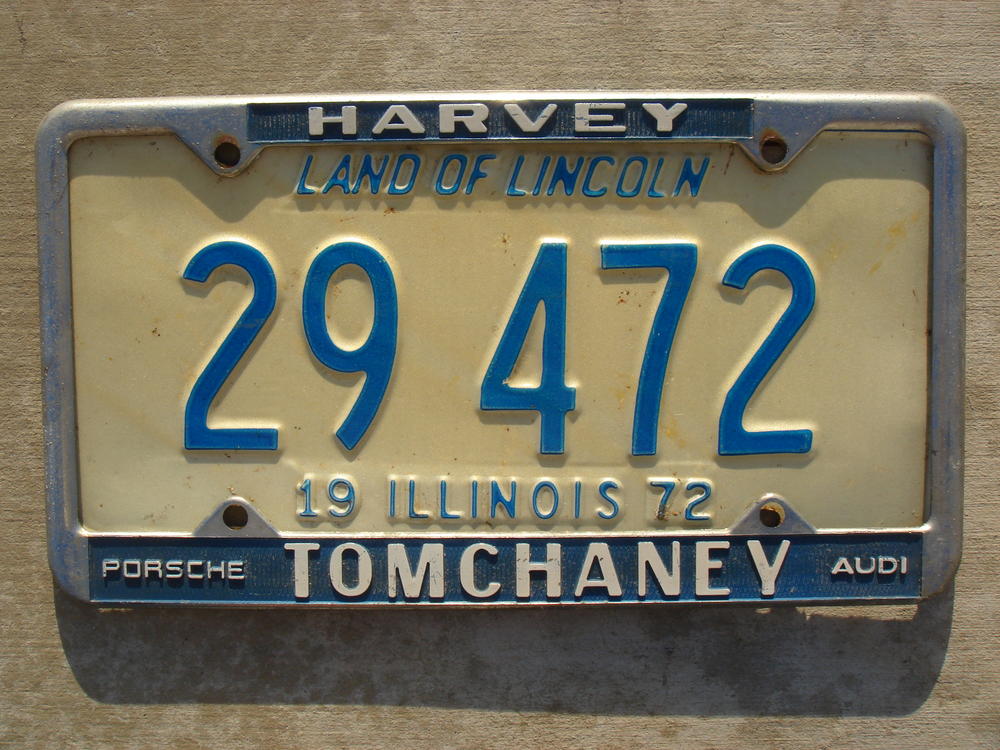 HARVEY
LAND OF LINCOLN
29 472
19 ILLINOIS 72
PORSCHE TOMCHANEY AUDI